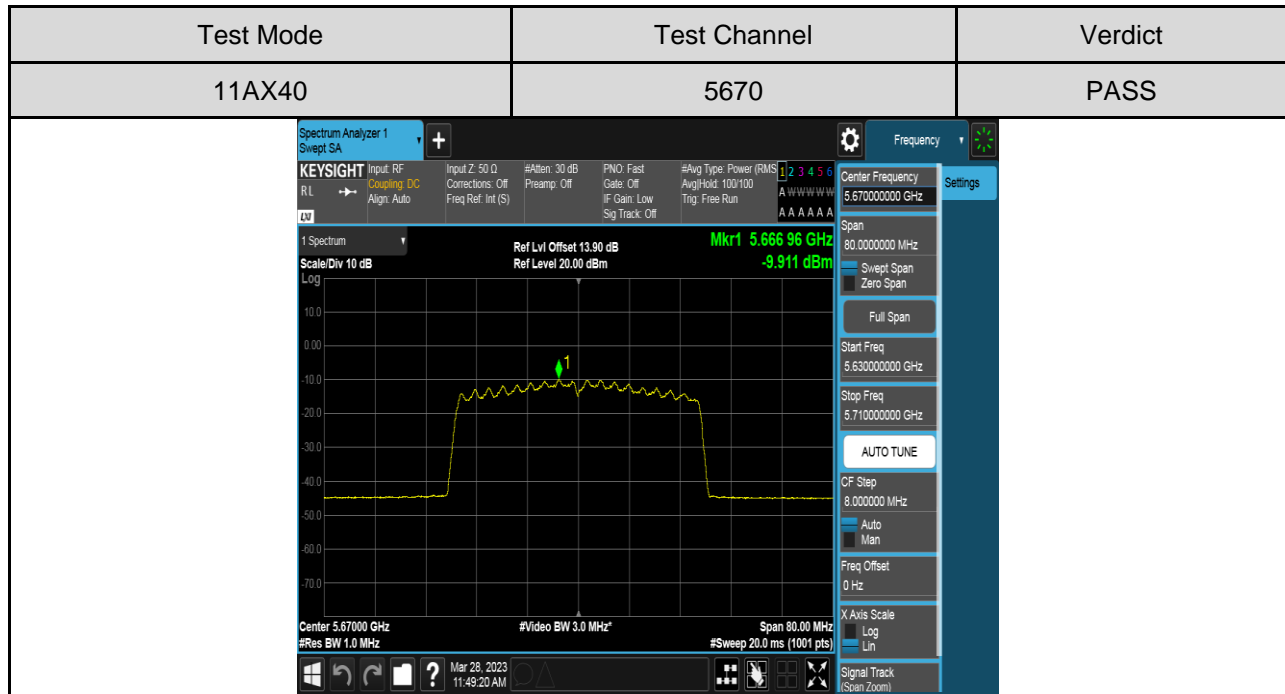 Test Mode Test Channel Verdict
11AX40 5670 PASS
Spectrum Analyzer 1
Swept SA
+
Frequency
KEYSIGHT Input: RF Input Z: 50 Ω #Atten: 30 dB PNO: Fast #Avg Type: Power (RMS 1 2 3 4 5 6
RL Coupling: DC Corrections: Off Preamp: Off Gate: Off Avg|Hold: 100/100 A W W W W W
Align: Auto Freq Ref: Int (S) IF Gain: Low Trig: Free Run
LXI Sig Track: Off A A A A A A
1 Spectrum Ref Lvl Offset 13.90 dB Mkr1 5.666 96 GHz
Scale/Div 10 dB Ref Level 20.00 dBm -9.911 dBm
Log
10.0
0.00
1
-10.0
-20.0
-30.0
-40.0
-50.0
-60.0
-70.0
Center 5.67000 GHz #Video BW 3.0 MHz* Span 80.00 MHz
#Res BW 1.0 MHz #Sweep 20.0 ms (1001 pts)
? Mar 28, 2023
11:49:20 AM
Center Frequency
5.670000000 GHz
Settings
Span
80.0000000 MHz
Swept Span
Zero Span
Full Span
Start Freq
5.630000000 GHz
Stop Freq
5.710000000 GHz
AUTO TUNE
CF Step
8.000000 MHz
Auto
Man
Freq Offset
0 Hz
X Axis Scale
Log
Lin
Signal Track
(Span Zoom)